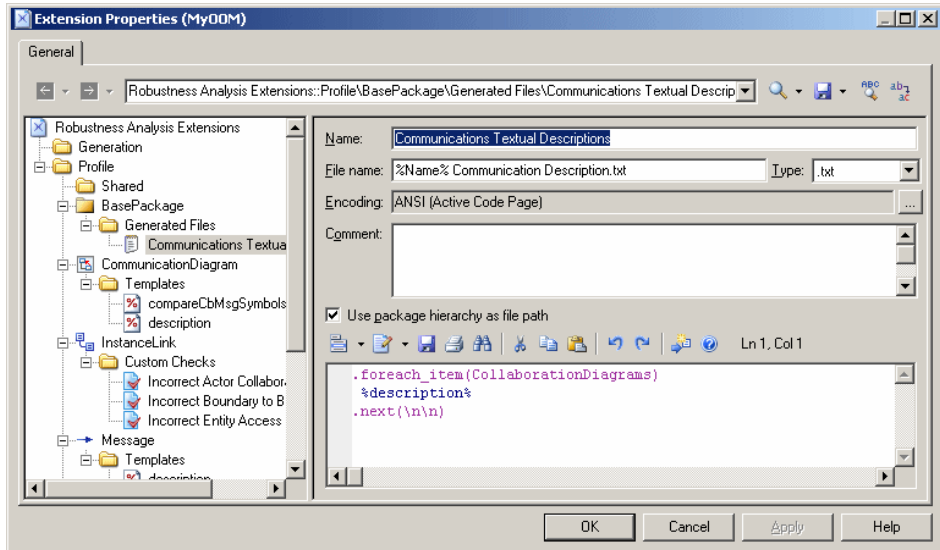 Extension Properties (MyOOM)
General
Robustness Analysis Extensions::Profile\BasePackage\Generated Files\Communications Textual Descrip
Robustness Analysis Extensions
Generation
Profile
Shared
BasePackage
Generated Files
Communications Textua
CommunicationDiagram
Templates
compareCbMsgSymbols
description
InstanceLink
Custom Checks
Incorrect Actor Collabor
Incorrect Boundary to B
Incorrect Entity Access
Message
Templates
description
Name: Communications Textual Descriptions
File name: %Name% Communication Description.txt Type: .txt
Encoding: ANSI (Active Code Page) ...
Comment:
Use package hierarchy as file path
Ln 1, Col 1
.foreach_item(CollaborationDiagrams)
%description%
.next(\n\n)
OK Cancel Apply Help